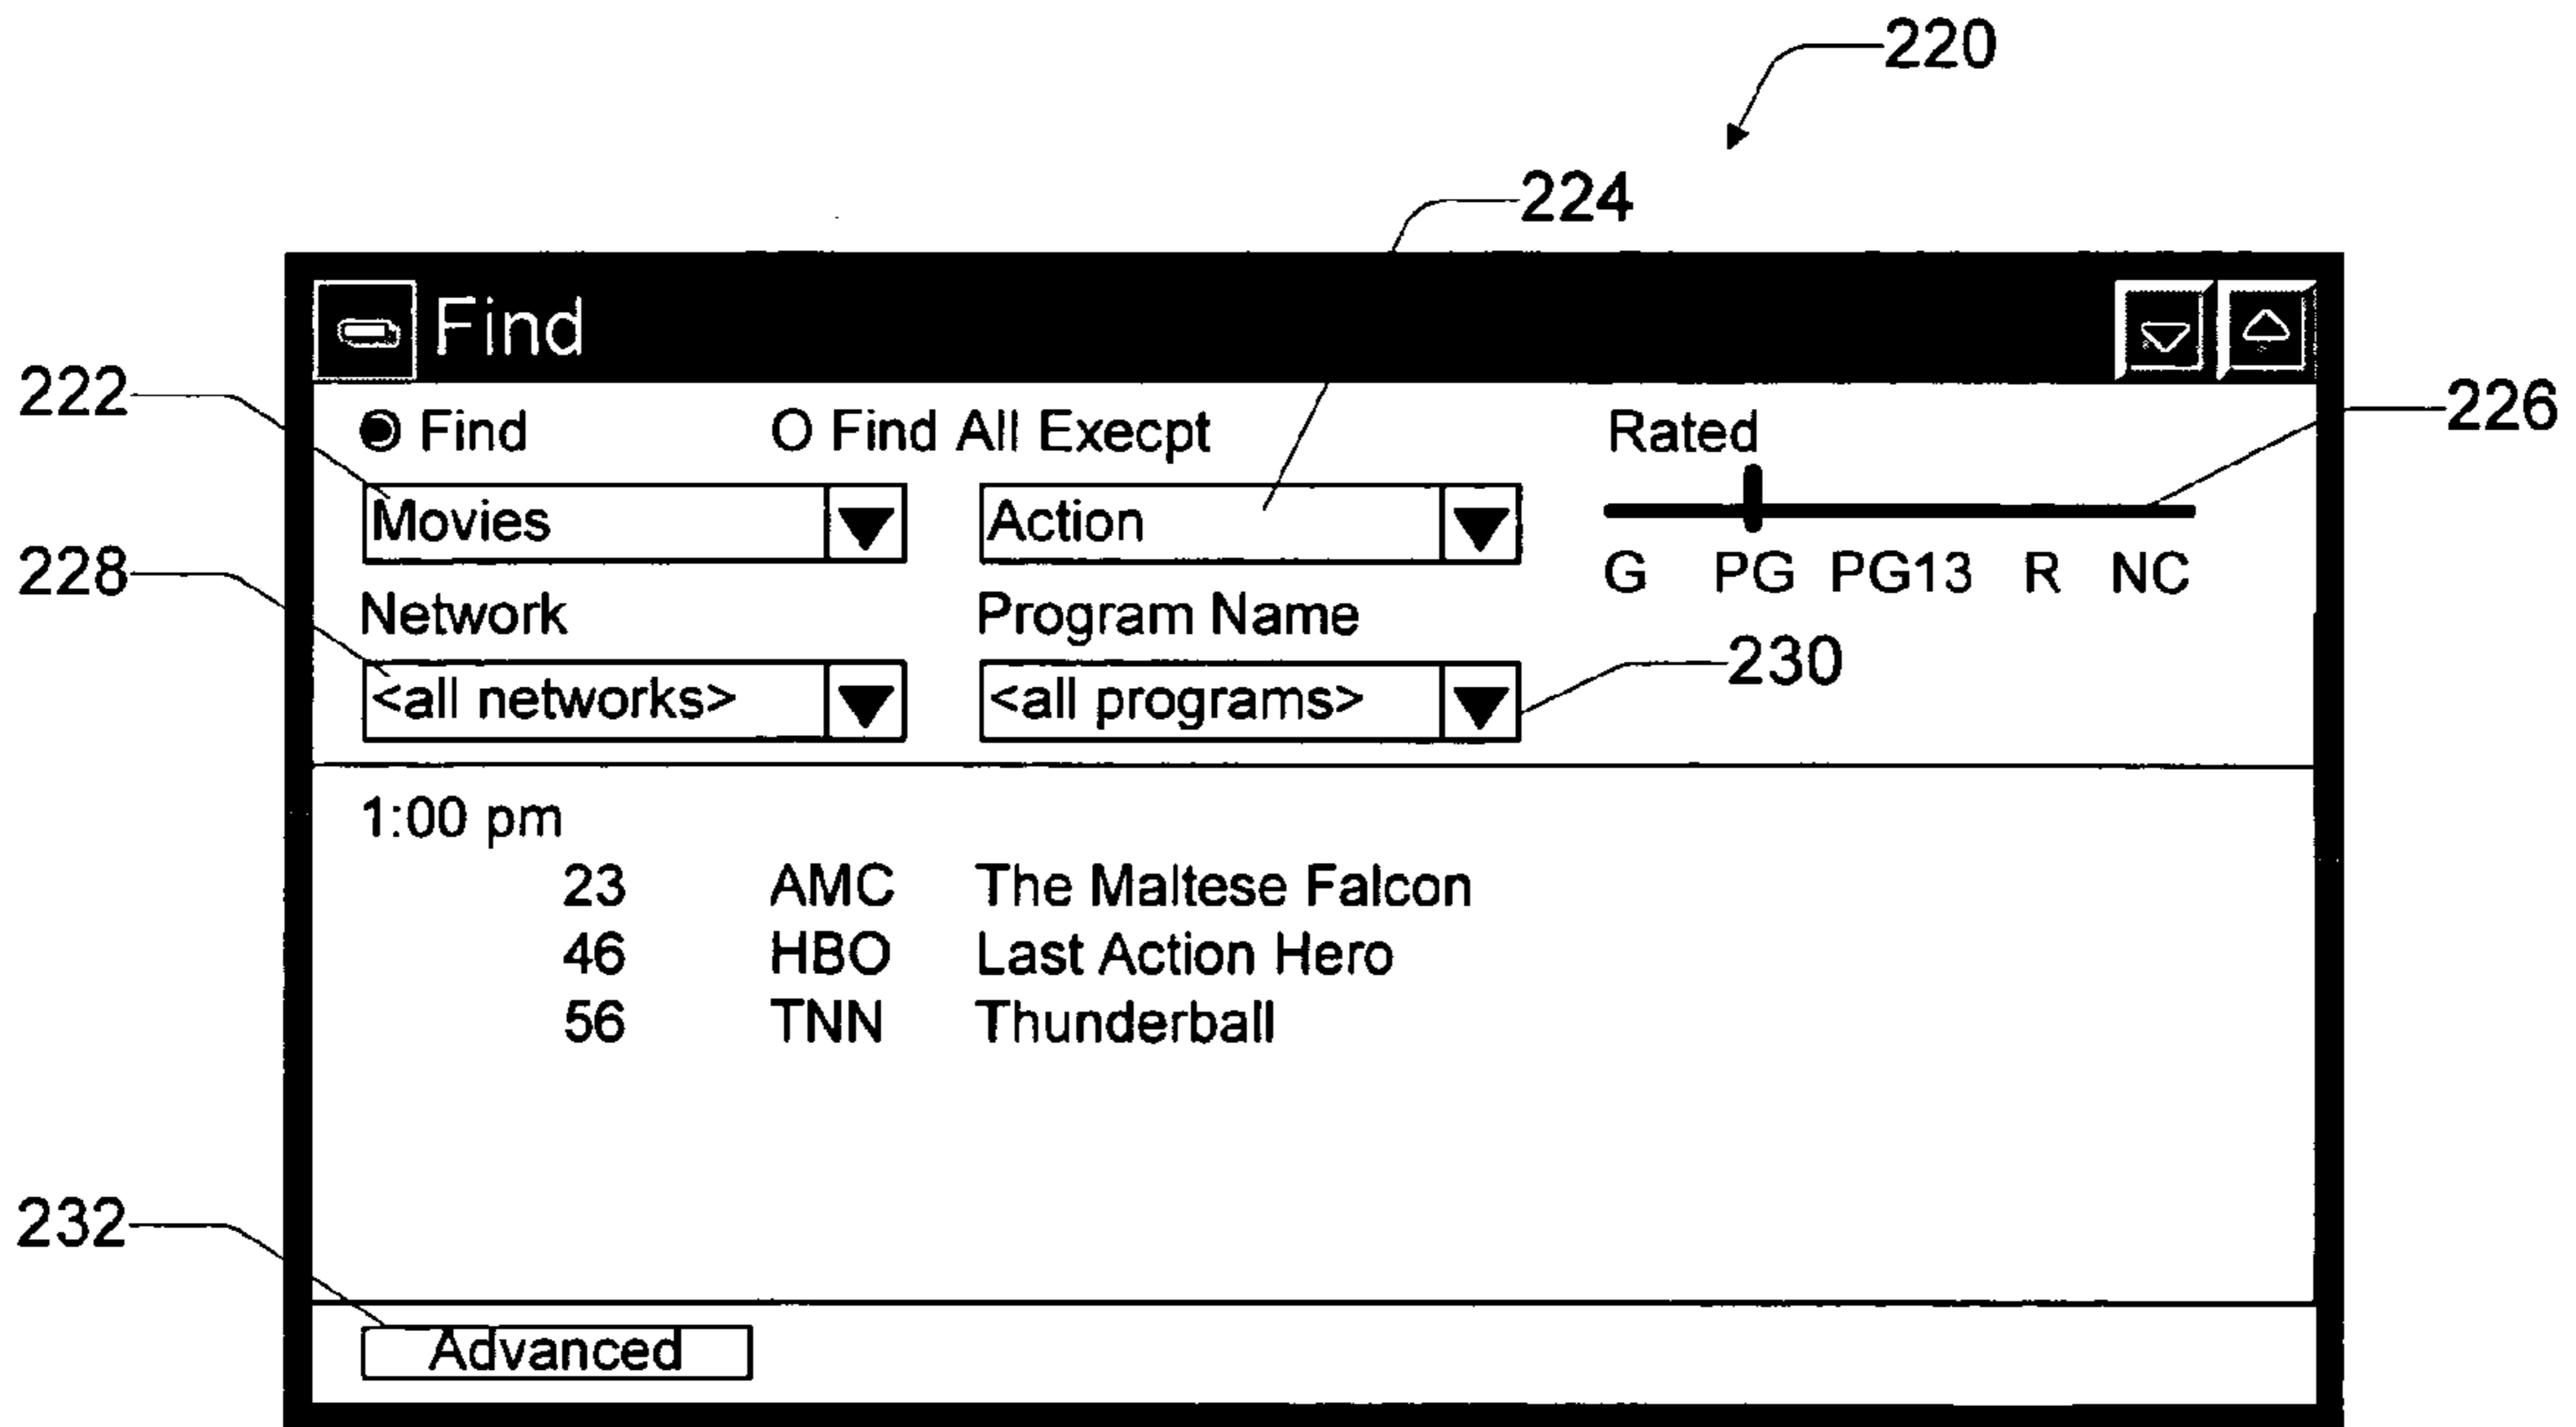 220
224
Find
222
Find
Find All Execpt
Rated
226
Movies
Action
228
G PG PG13 R NC
Network
Program Name
230
<all networks>
<all programs>
1:00 pm
23 AMC The Maltese Falcon
46 HBO Last Action Hero
56 TNN Thunderball
232
Advanced